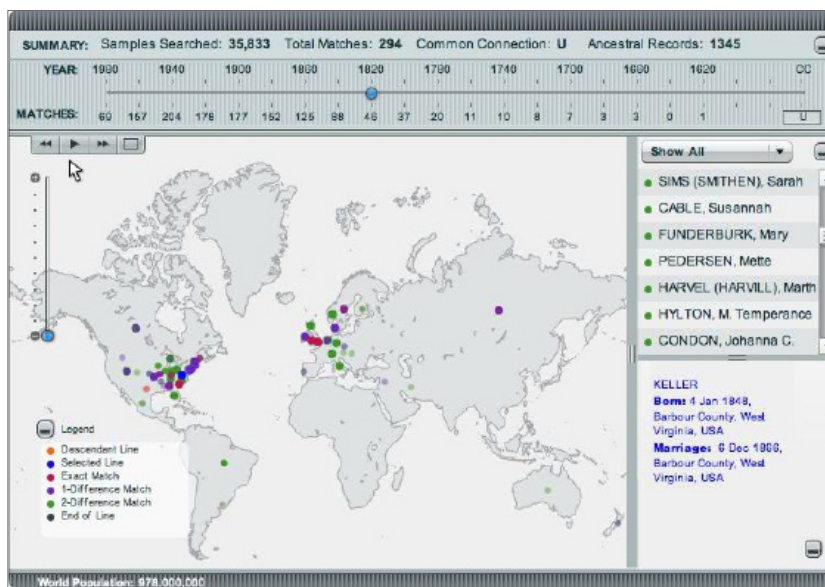 SUMMARY: Samples Searched: 35,833 Total Matches: 294 Common Connection: U Ancestral Records: 1345
YEAR: 1980 1940 1900 1860 1820 1780 1740 1700 1660 1620 CC
MATCHES: 60 157 204 178 177 152 125 98 46 37 20 11 10 8 7 3 3 0 1 U
Show All
SIMS (SMITHEN), Sarah
CABLE, Susannah
FUNDERBURK, Mary
PEDERSEN, Mette
HARVEL (HARVILL), Marth
HYLTON, M. Temperance
CONDON, Johanna C.
KELLER
Born: 4 Jan 1848,
Barbour County, West
Virginia, USA
Marriage: 6 Dec 1866,
Barbour County, West
Virginia, USA
Legend
Descendent Line
Selected Line
Exact Match
1-Difference Match
2-Difference Match
End of Line
World Population: 978,000,000